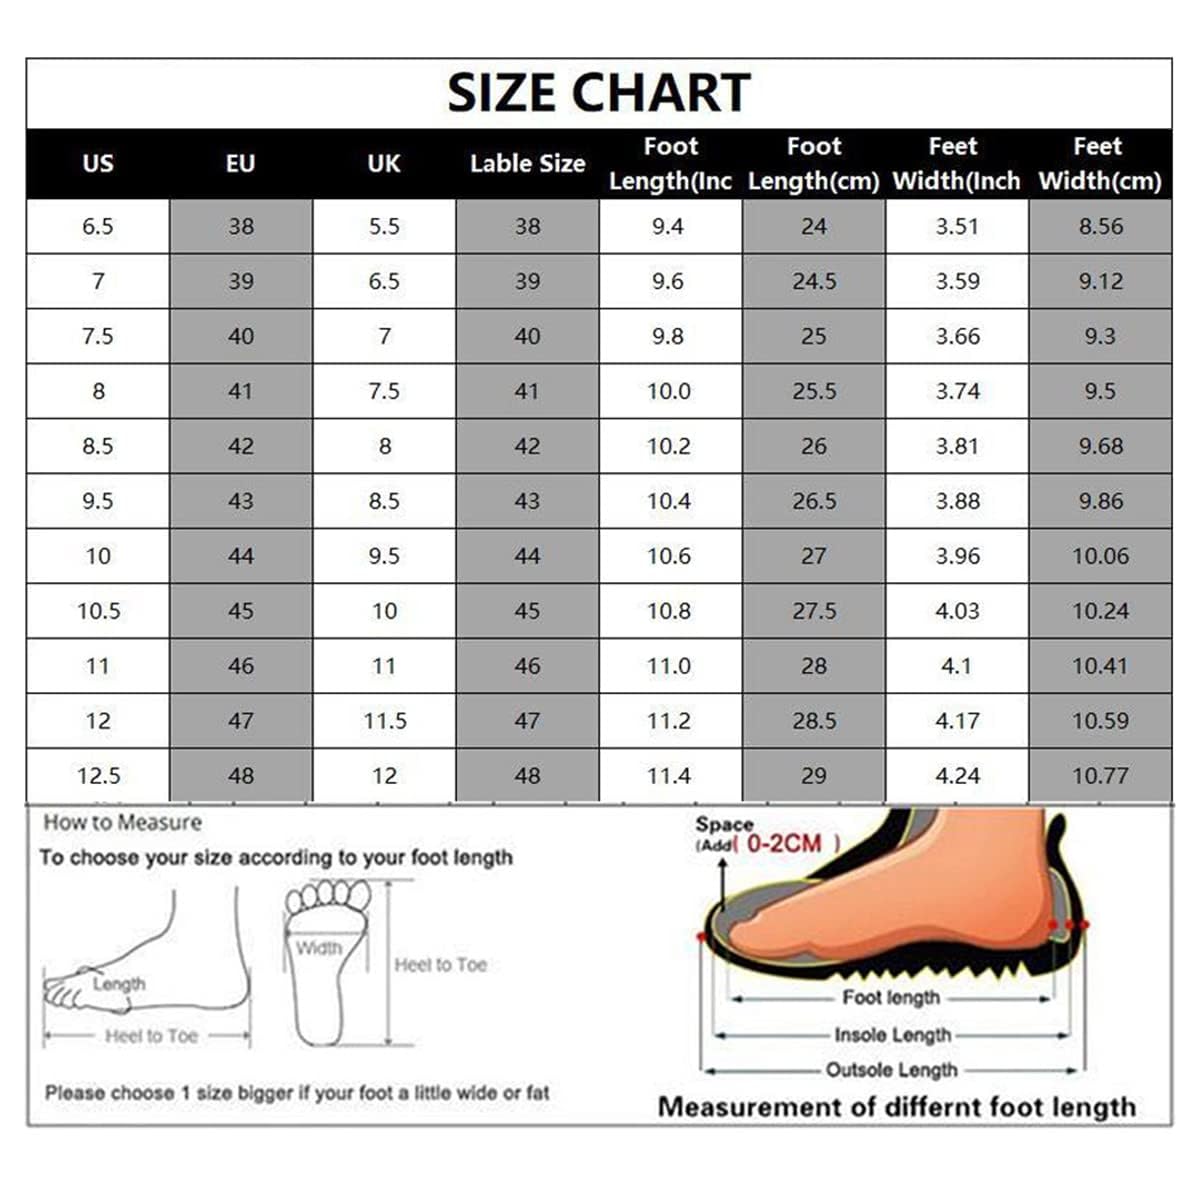 SIZE CHART
US EU UK Lable Size Foot Length(Inc Foot Length(cm) Feet Width(Inch Feet Width(cm)
6.5 38 5.5 38 9.4 24 3.51 8.56
7 39 6.5 39 9.6 24.5 3.59 9.12
7.5 40 7 40 9.8 25 3.66 9.3
8 41 7.5 41 10.0 25.5 3.74 9.5
8.5 42 8 42 10.2 26 3.81 9.68
9.5 43 8.5 43 10.4 26.5 3.88 9.86
10 44 9.5 44 10.6 27 3.96 10.06
10.5 45 10 45 10.8 27.5 4.03 10.24
11 46 11 46 11.0 28 4.1 10.41
12 47 11.5 47 11.2 28.5 4.17 10.59
12.5 48 12 48 11.4 29 4.24 10.77
How to Measure
To choose your size according to your foot length
Length
Heel to Toe
Width
Heel to Toe
Please choose 1 size bigger if your foot a little wide or fat
Space
(Add( 0-2CM )
Foot length
Insole Length
Outsole Length
Measurement of differnt foot length